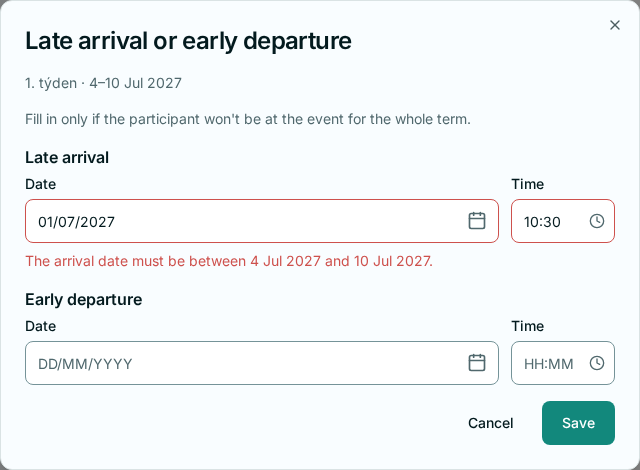 Late arrival or early departure
1. týden · 4–10 Jul 2027
Fill in only if the participant won't be at the event for the whole term.
Late arrival
Date
Time
01/07/2027
10:30
The arrival date must be between 4 Jul 2027 and 10 Jul 2027.
Early departure
Date
Time
DD/MM/YYYY
HH:MM
Cancel
Save